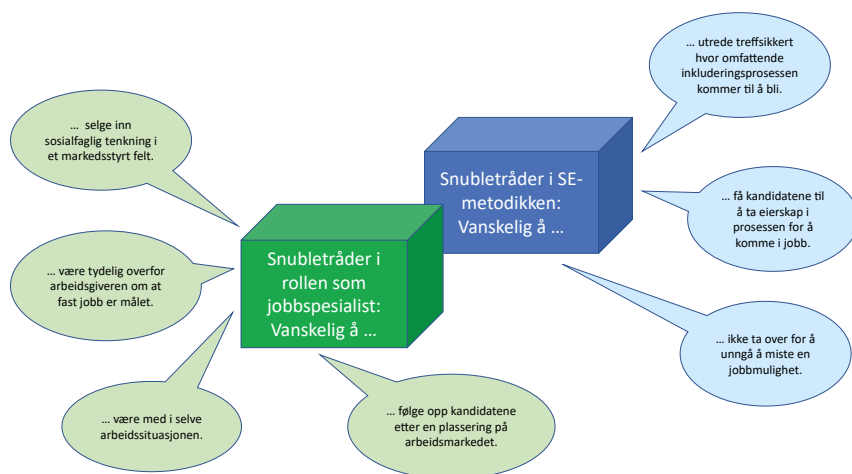 … utrede treffsikkert
hvor omfattende
inkluderingsprosessen
kommer til å bli.
… selge inn
sosialfaglig tenkning i
et markedsstyrt felt.
Snubletråder i SE-
metodikken:
Vanskelig å …
… få kandidatene til
å ta eierskap i
prosessen for å
komme i jobb.
… være tydelig overfor
arbeidsgiveren om at
fast jobb er målet.
Snubletråder i
rollen som
jobbspesialist:
Vanskelig å …
… ikke ta over for å
unngå å miste en
jobbmulighet.
… være med i selve
arbeidssituasjonen.
… følge opp kandidatene
etter en plassering på
arbeidsmarkedet.